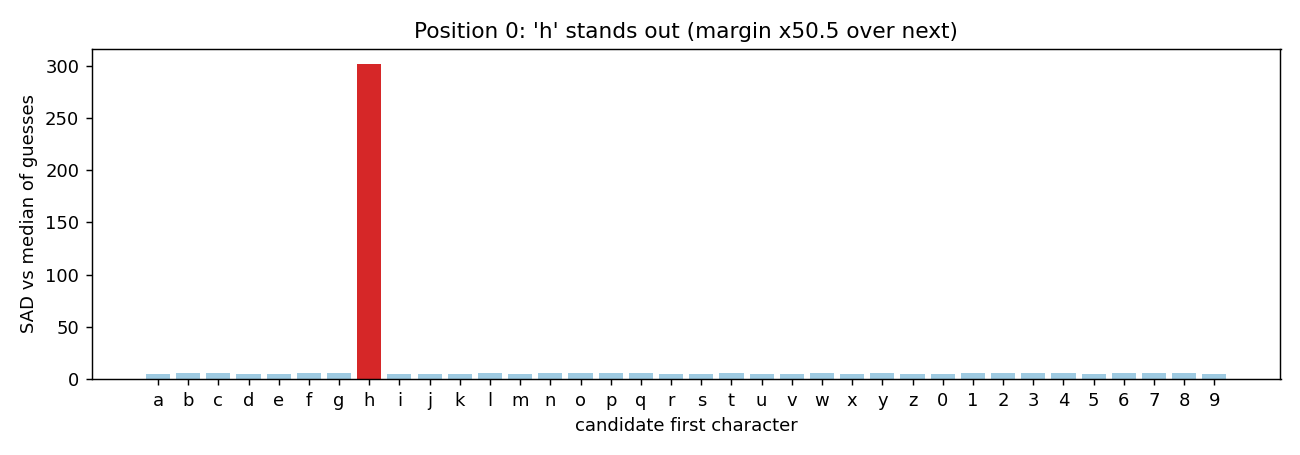 Position 0: 'h' stands out (margin x50.5 over next)
SAD vs median of guesses
300
250
200
150
100
50
0
a b c d e f g h i j k l m n o p q r s t u v w x y z 0 1 2 3 4 5 6 7 8 9
candidate first character